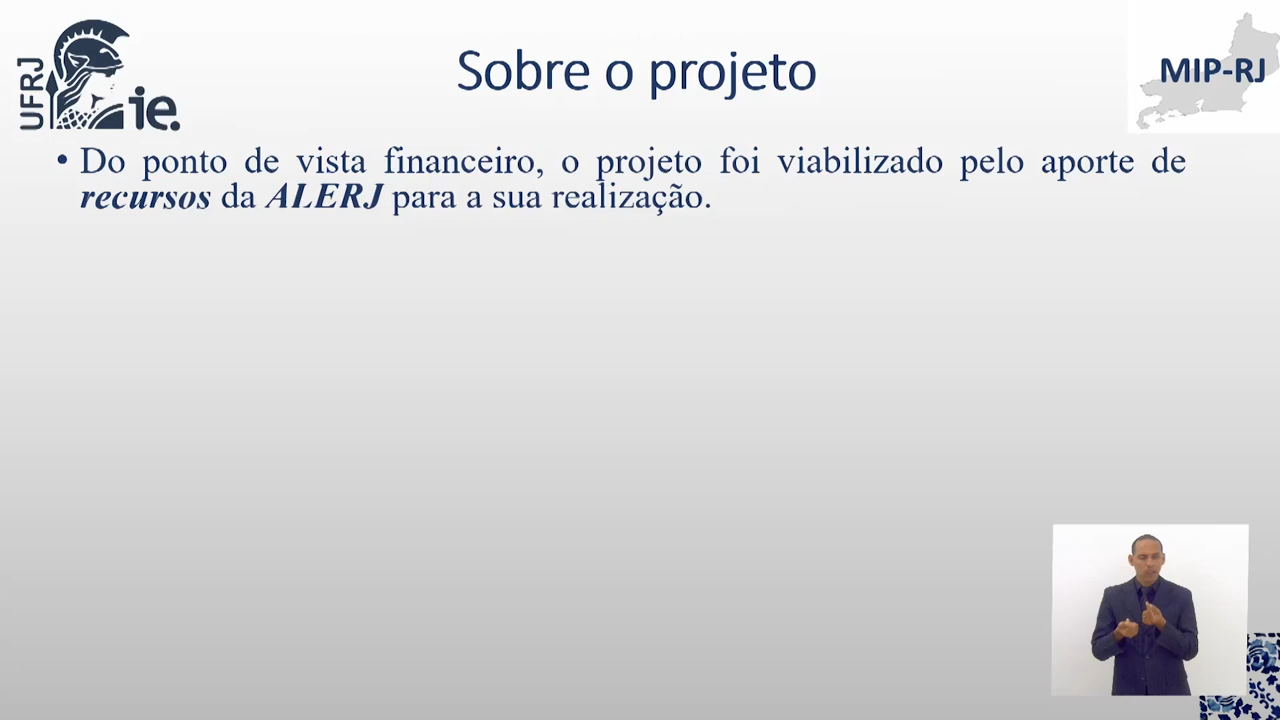 UFRJ
ie.
Sobre o projeto
MIP-RJ
• Do ponto de vista financeiro, o projeto foi viabilizado pelo aporte de
recursos da ALERJ para a sua realização.